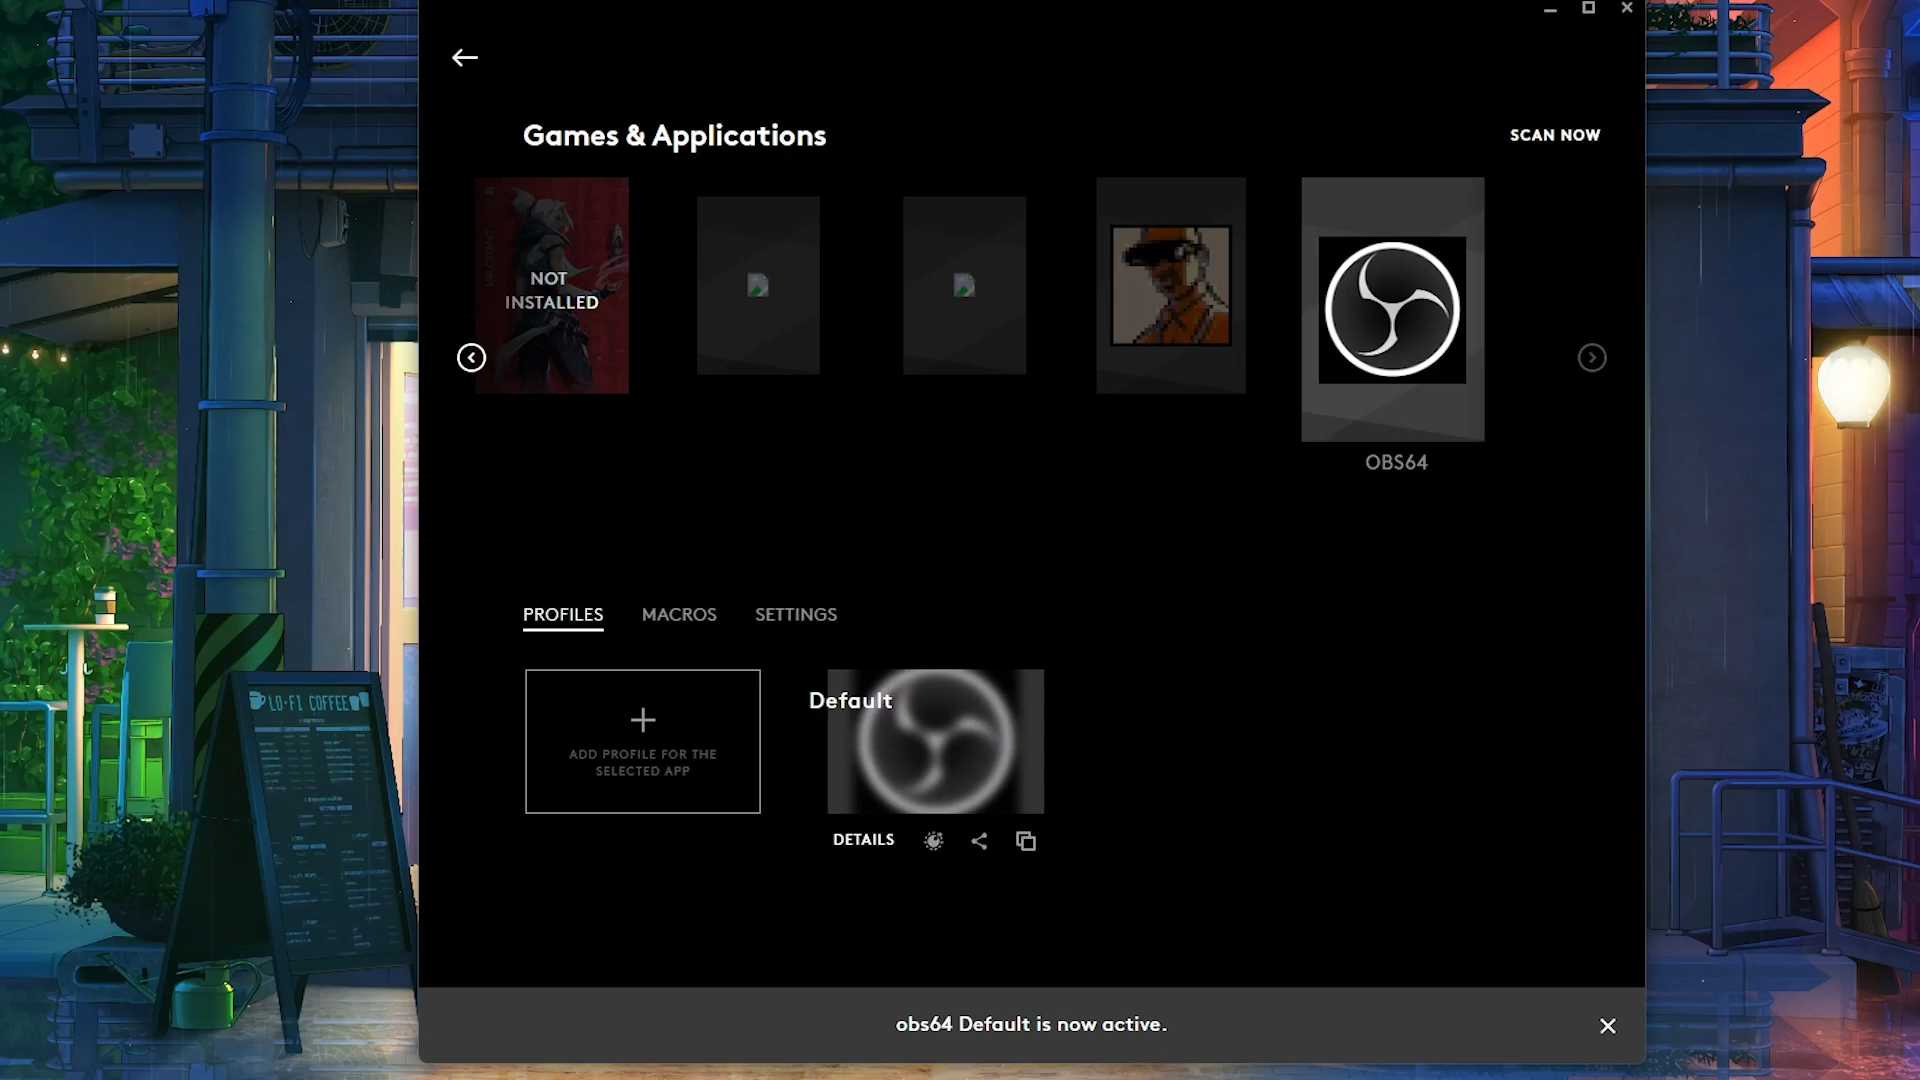 Games & Applications
SCAN NOW
VALORANT
NOT
INSTALLED
OBS64
PROFILES
MACROS
SETTINGS
ADD PROFILE FOR THE
SELECTED APP
Default
DETAILS
LO-FI COFFEE
obs64 Default is now active.